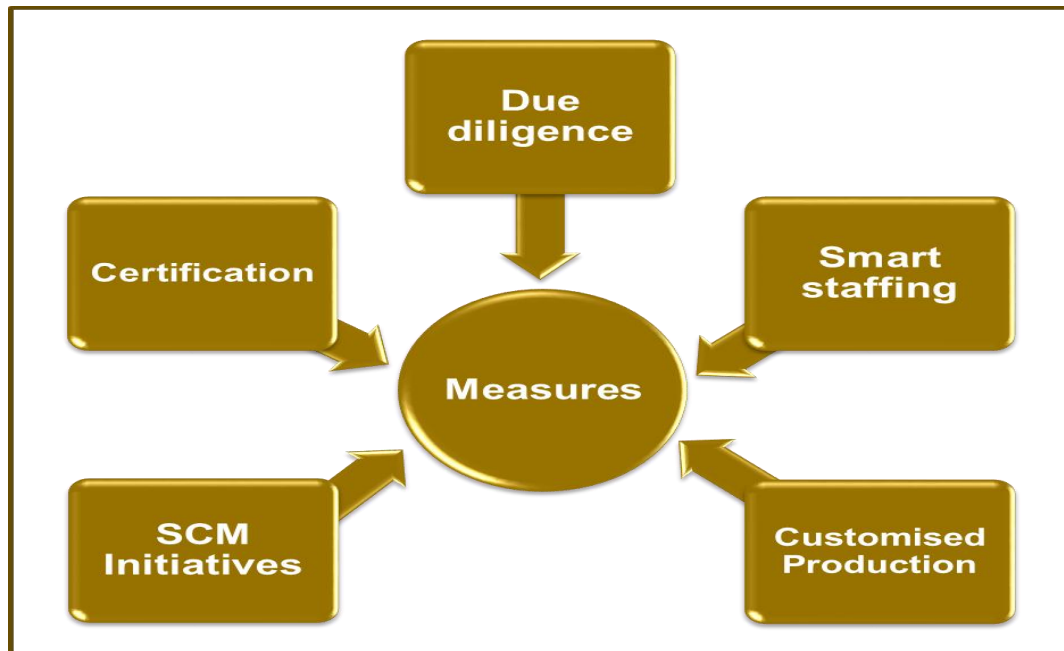 Due
diligence
Certification
Smart
staffing
Measures
SCM
Initiatives
Customised
Production